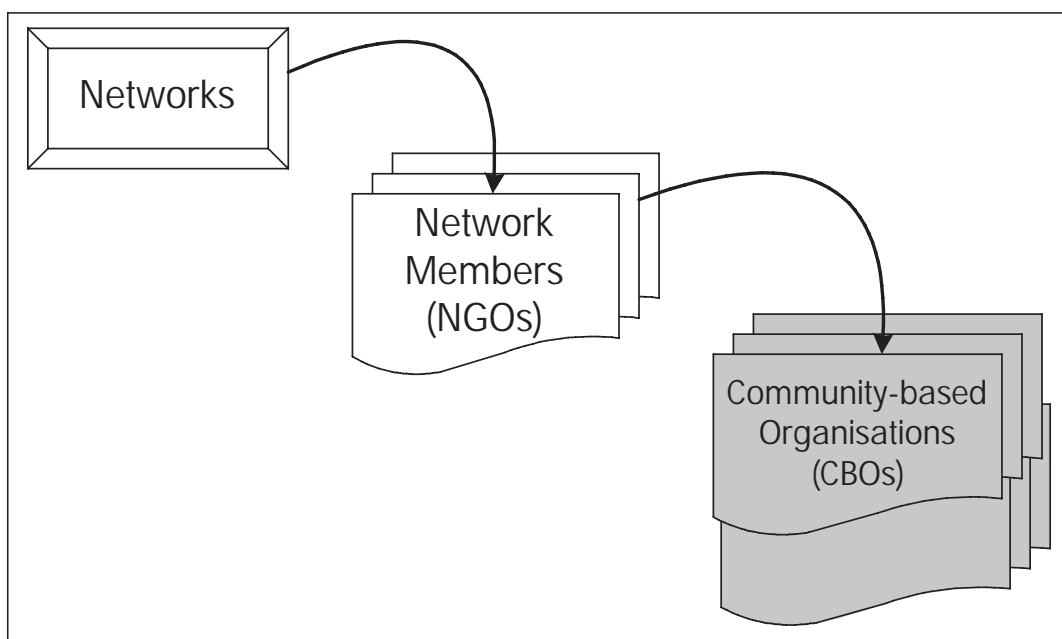 Networks
Network
Members
(NGOs)
Community-based
Organisations
(CBOs)